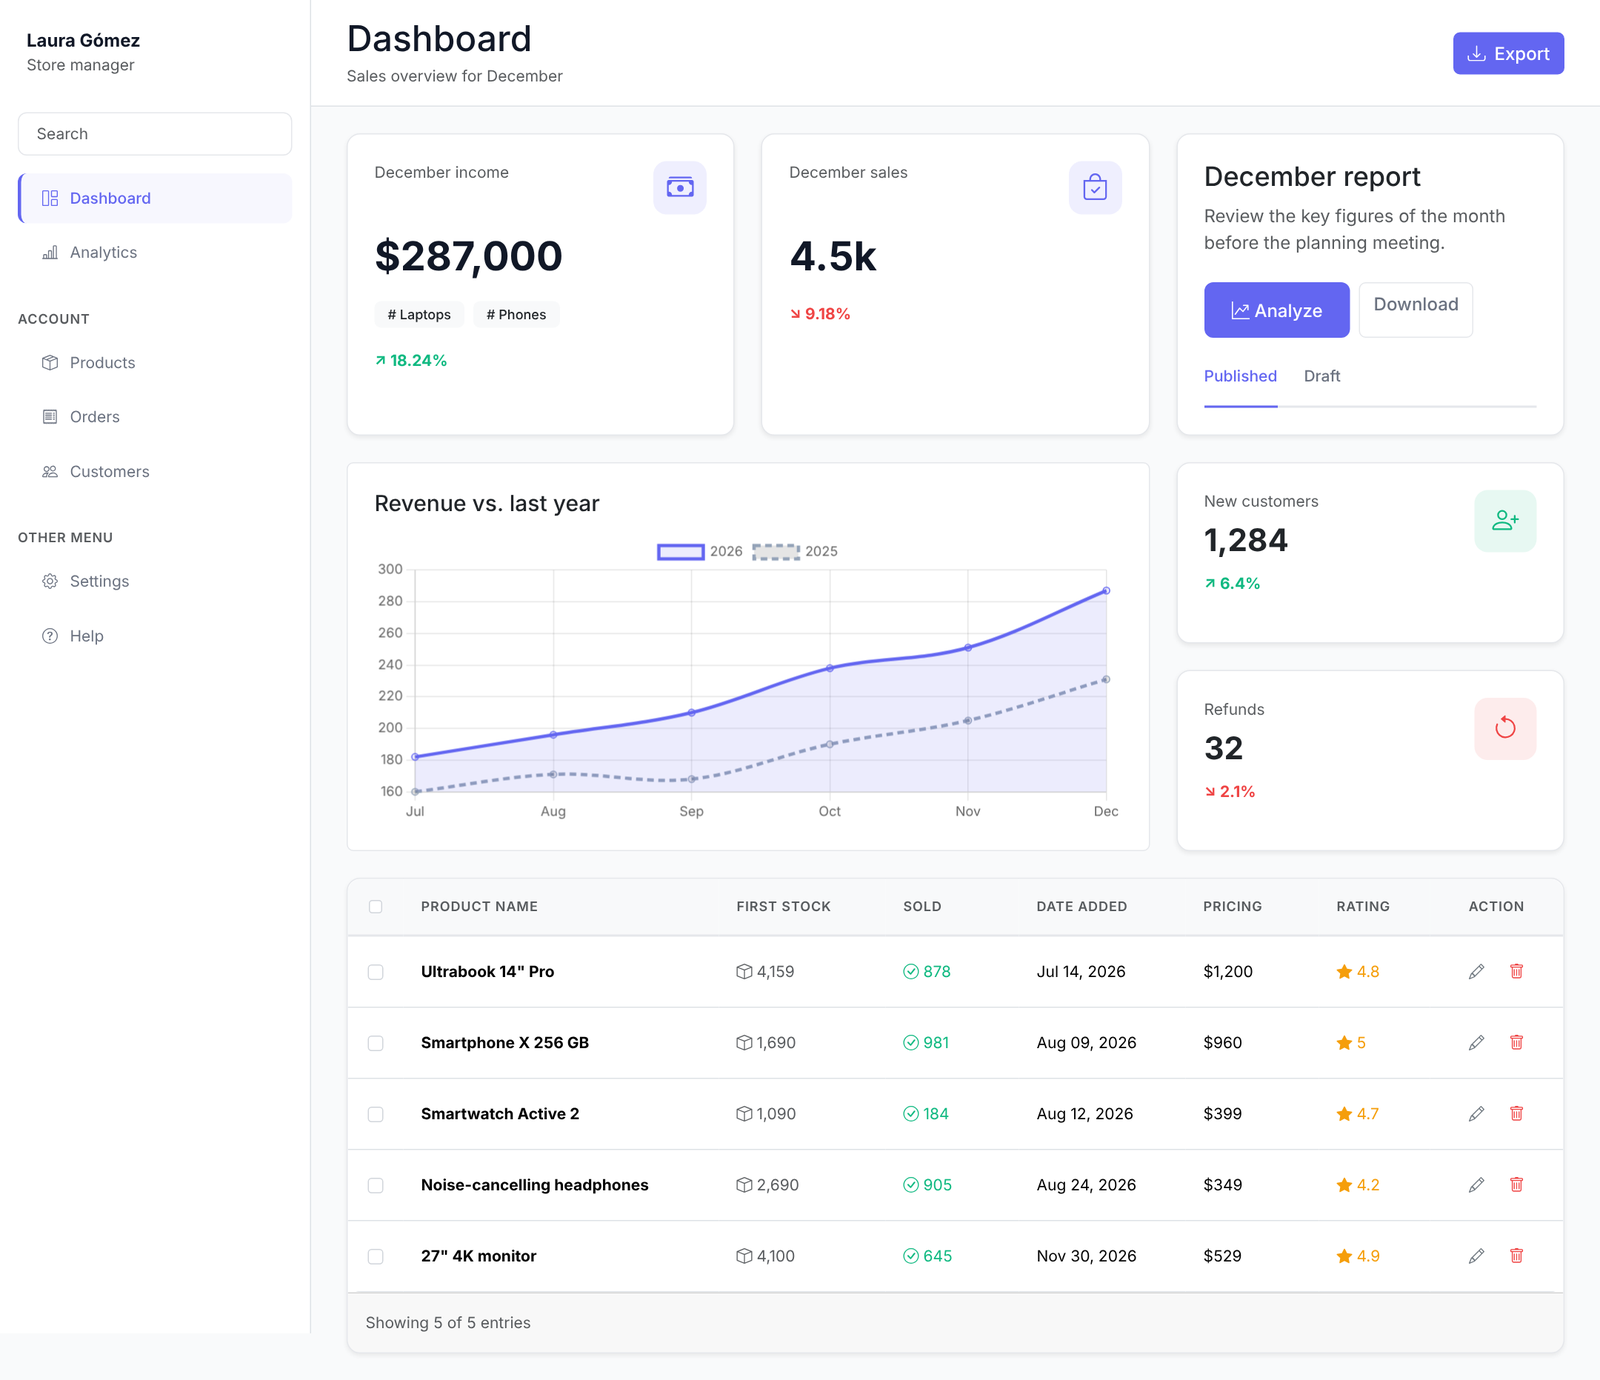 Laura Gómez
Store manager
Search
Dashboard
Analytics
ACCOUNT
Products
Orders
Customers
OTHER MENU
Settings
Help
Dashboard
Sales overview for December
Export
December income
$287,000
# Laptops # Phones
18.24%
December sales
4.5k
9.18%
December report
Review the key figures of the month
before the planning meeting.
Analyze Download
Published Draft
Revenue vs. last year
2026 2025
300
280
260
240
220
200
180
160
Jul Aug Sep Oct Nov Dec
New customers
1,284
6.4%
Refunds
32
2.1%
PRODUCT NAME FIRST STOCK SOLD DATE ADDED PRICING RATING ACTION
Ultrabook 14" Pro 4,159 878 Jul 14, 2026 $1,200 4.8
Smartphone X 256 GB 1,690 981 Aug 09, 2026 $960 5
Smartwatch Active 2 1,090 184 Aug 12, 2026 $399 4.7
Noise-cancelling headphones 2,690 905 Aug 24, 2026 $349 4.2
27" 4K monitor 4,100 645 Nov 30, 2026 $529 4.9
Showing 5 of 5 entries